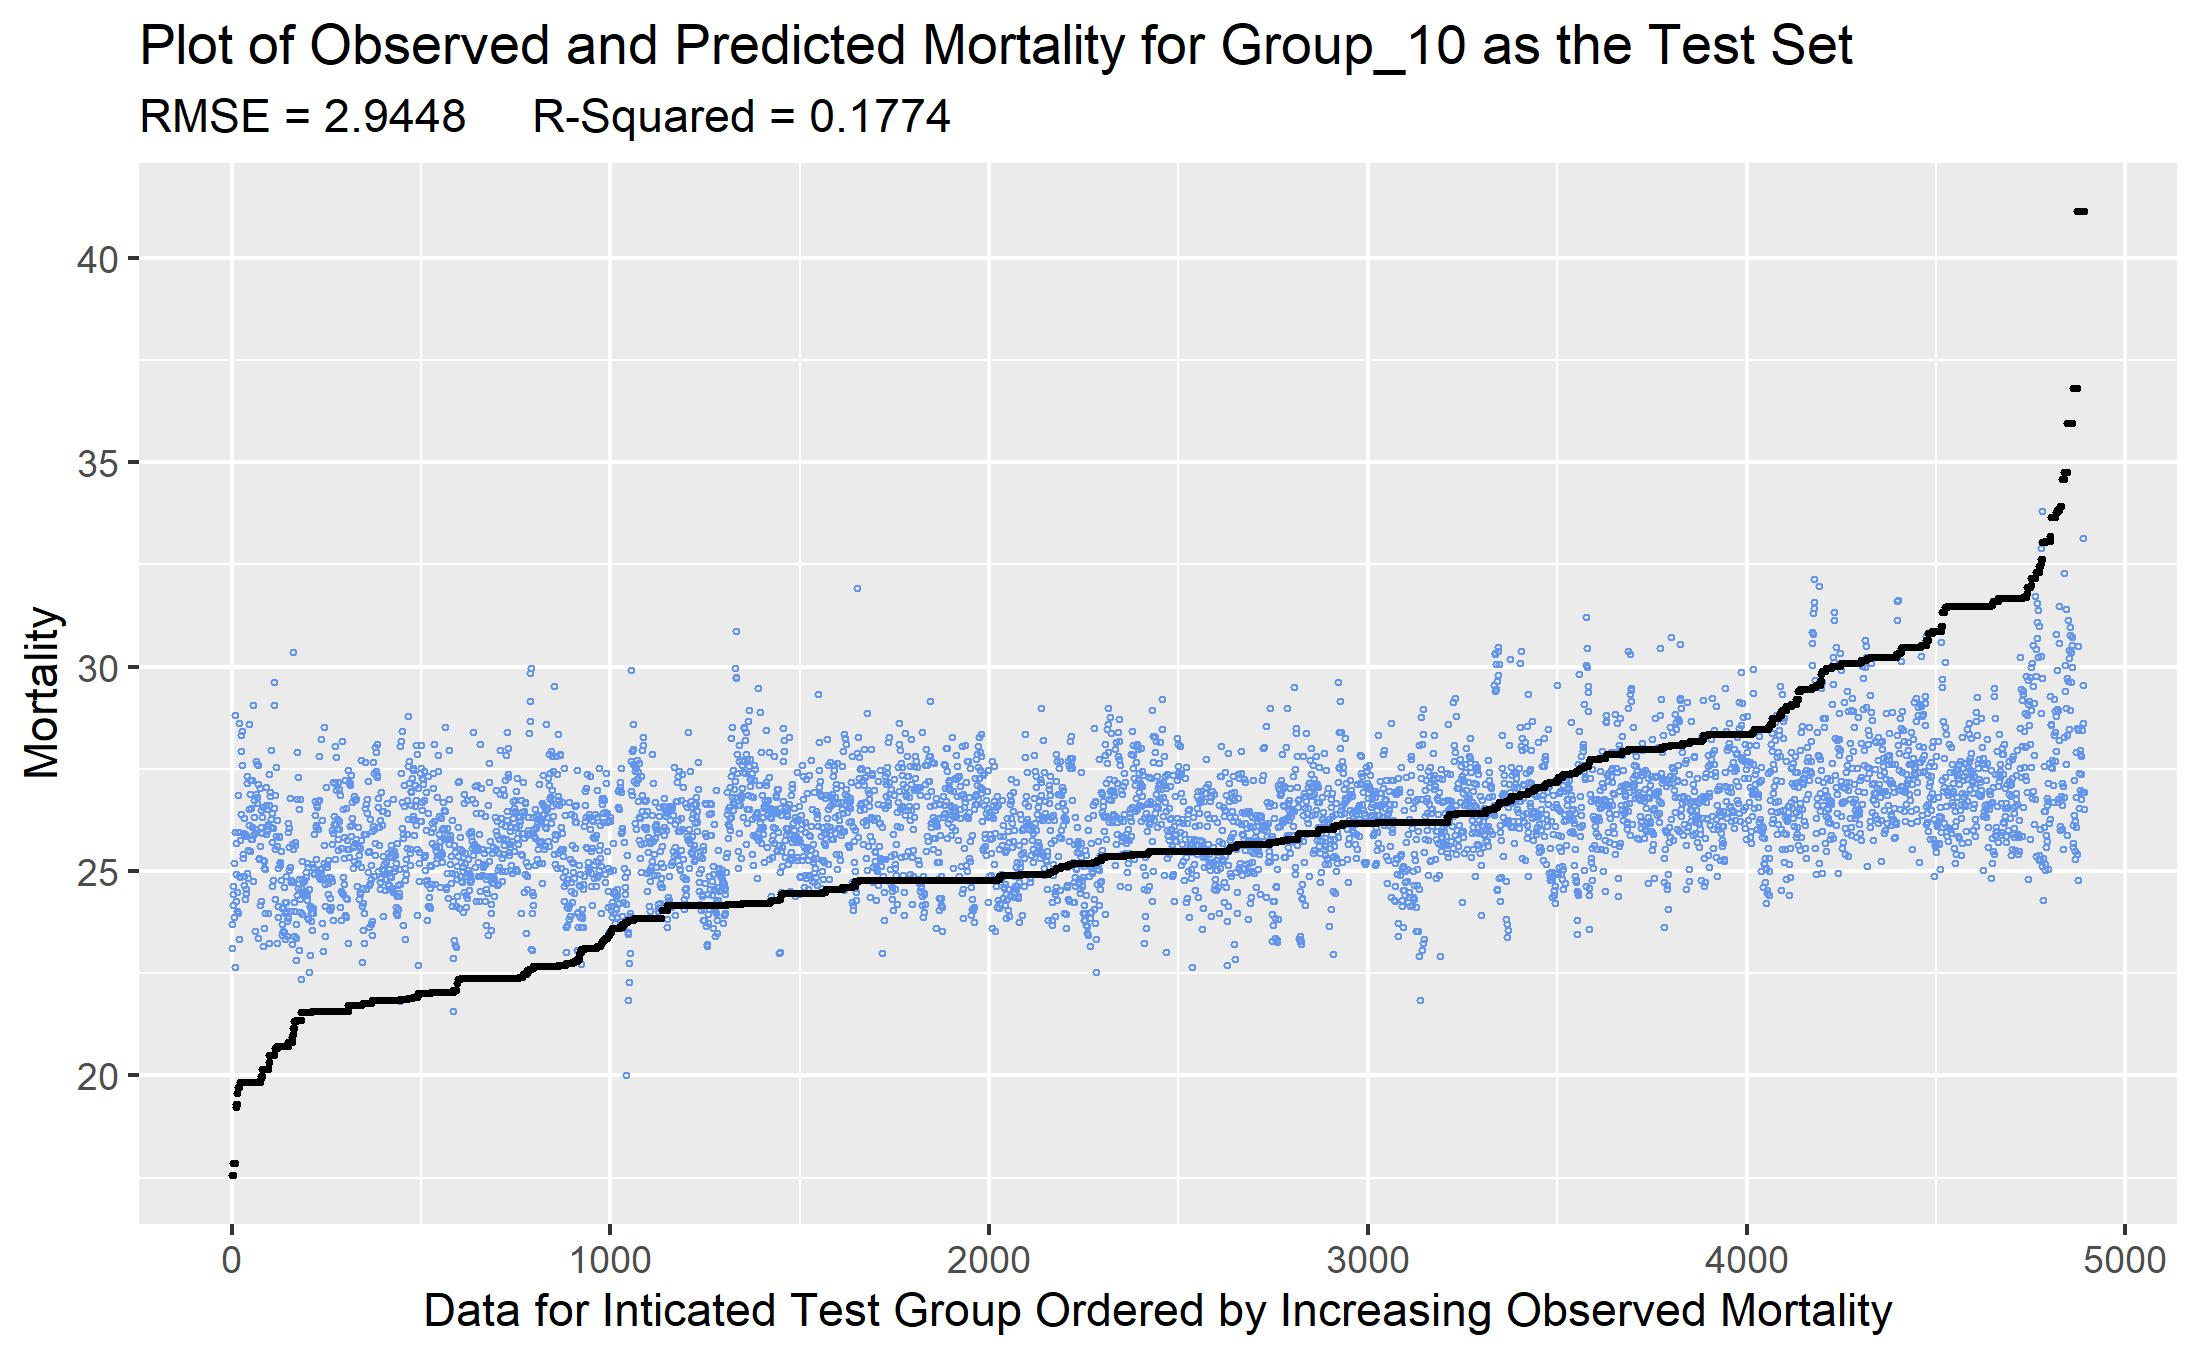 Plot of Observed and Predicted Mortality for Group_10 as the Test Set
RMSE = 2.9448 R-Squared = 0.1774
Mortality
40
35
30
25
20
0 1000 2000 3000 4000 5000
Data for Inticated Test Group Ordered by Increasing Observed Mortality